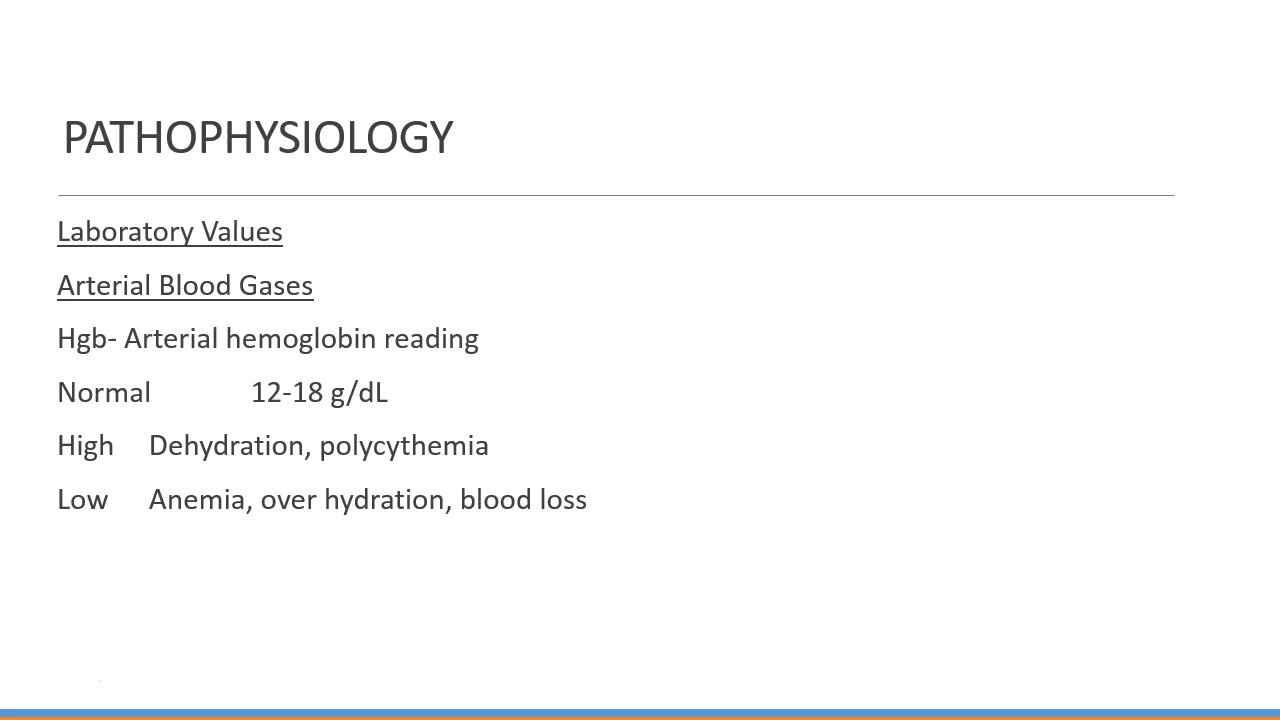 PATHOPHYSIOLOGY
Laboratory Values
Arterial Blood Gases
Hgb- Arterial hemoglobin reading
Normal 12-18 g/dL
High Dehydration, polycythemia
Low Anemia, over hydration, blood loss